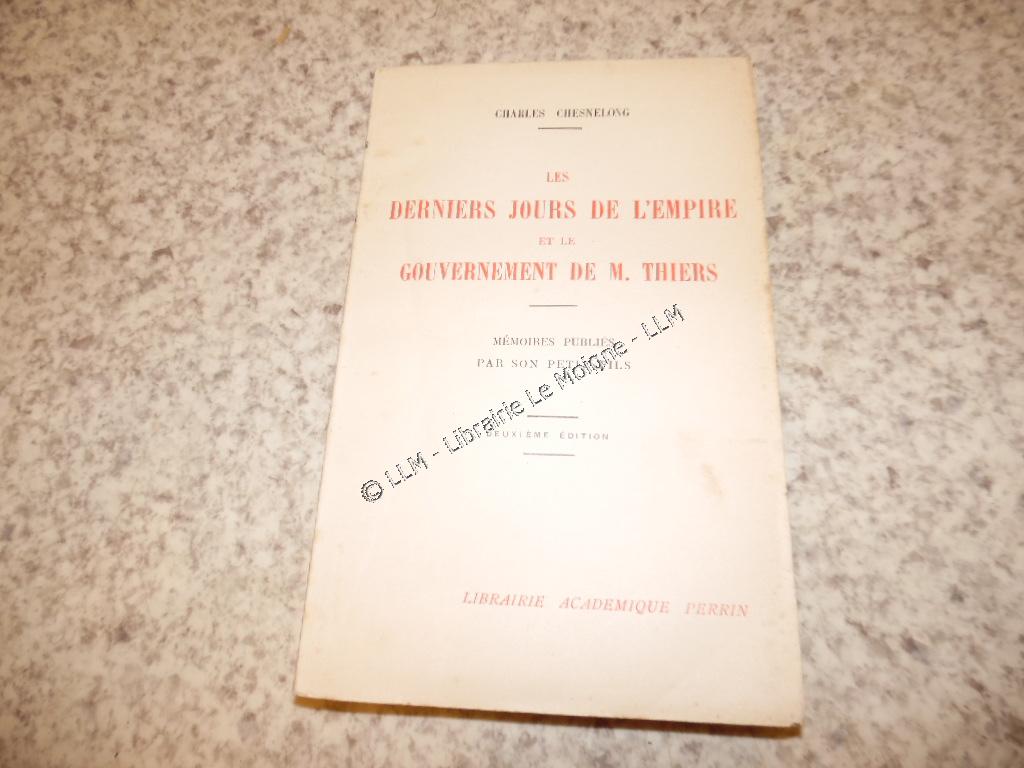 CHARLES CHESNELONG
LES
DERNIERS JOURS DE L'EMPIRE
ET LE
GOUVERNEMENT DE M. THIERS
MÉMOIRES PUBLIÉS
PAR SON PETIT-FILS
DEUXIÈME ÉDITION
© LLM - Librairie Le Moigne - LLM
LIBRAIRIE ACADEMIQUE PERRIN